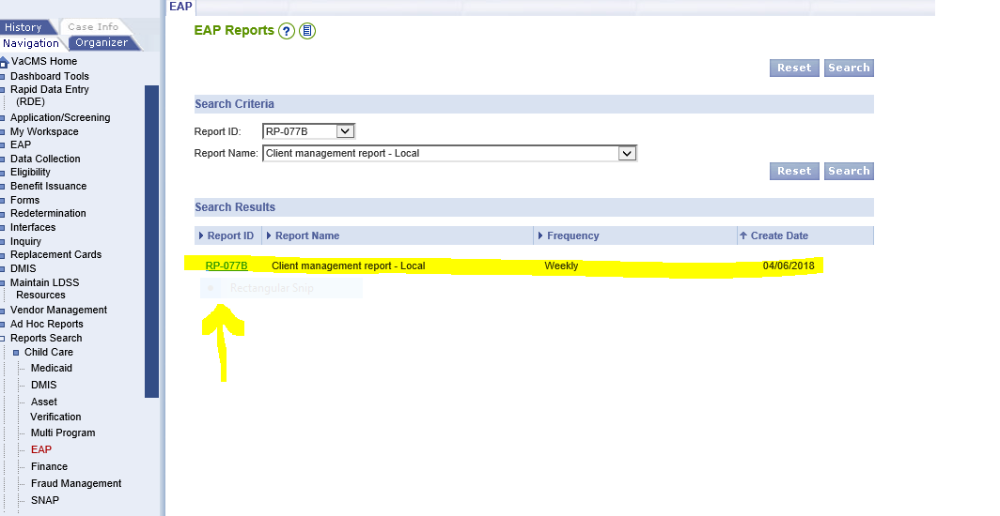 EAP
History
Case Info
Navigation
Organizer
VaCMS Home
Dashboard Tools
Rapid Data Entry
(RDE)
Application/Screening
My Workspace
EAP
Data Collection
Eligibility
Benefit Issuance
Forms
Redetermination
Interfaces
Inquiry
Replacement Cards
DMIS
Maintain LDSS
Resources
Vendor Management
Ad Hoc Reports
Reports Search
Child Care
Medicaid
DMIS
Asset
Verification
Multi Program
EAP
Finance
Fraud Management
SNAP
EAP Reports ?
Reset Search
Search Criteria
Report ID: RP-077B
Report Name: Client management report - Local
Reset Search
Search Results
Report ID Report Name Frequency Create Date
RP-077B Client management report - Local Weekly 04/06/2018
Rectangular Snip